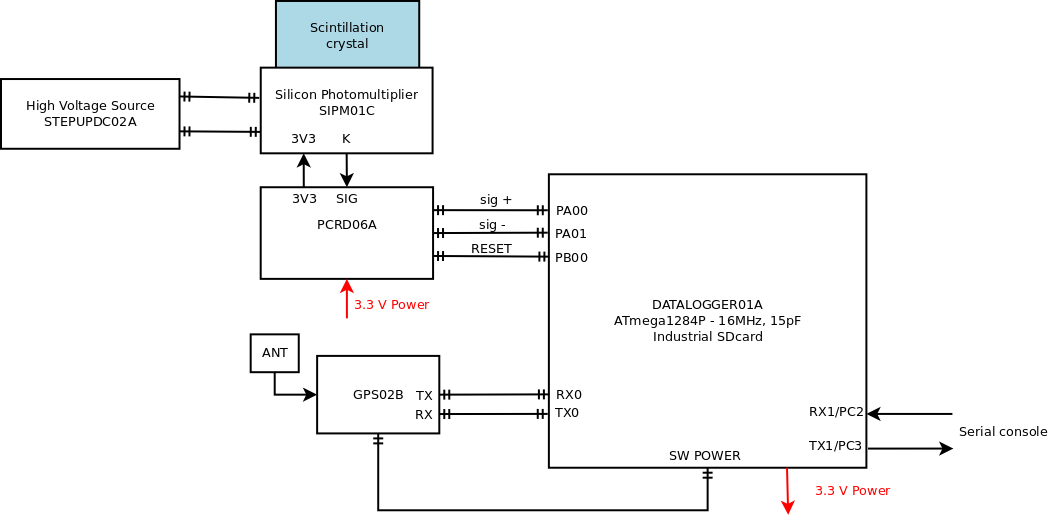 Scintillation
crystal
High Voltage Source
STEPUPDC02A
Silicon Photomultiplier
SIPM01C
3V3 K
3V3 SIG
PCRD06A
sig +
sig -
RESET
PA00
PA01
PB00
3.3 V Power
DATALOGGER01A
ATmega1284P - 16MHz, 15pF
Industrial SDcard
ANT
GPS02B
TX
RX
RX0
TX0
RX1/PC2
TX1/PC3
Serial console
SW POWER
3.3 V Power